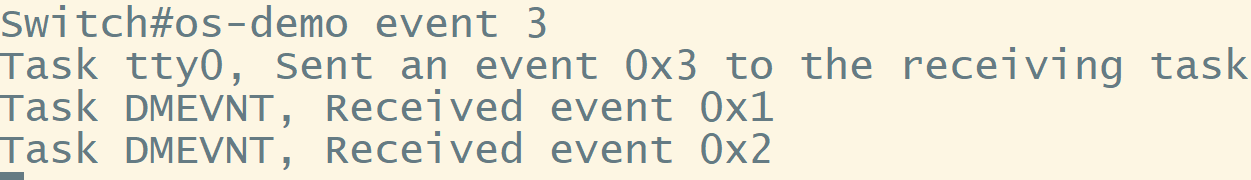 Switch#os-demo event 3
Task tty0, Sent an event 0x3 to the receiving task
Task DMEVNT, Received event 0x1
Task DMEVNT, Received event 0x2